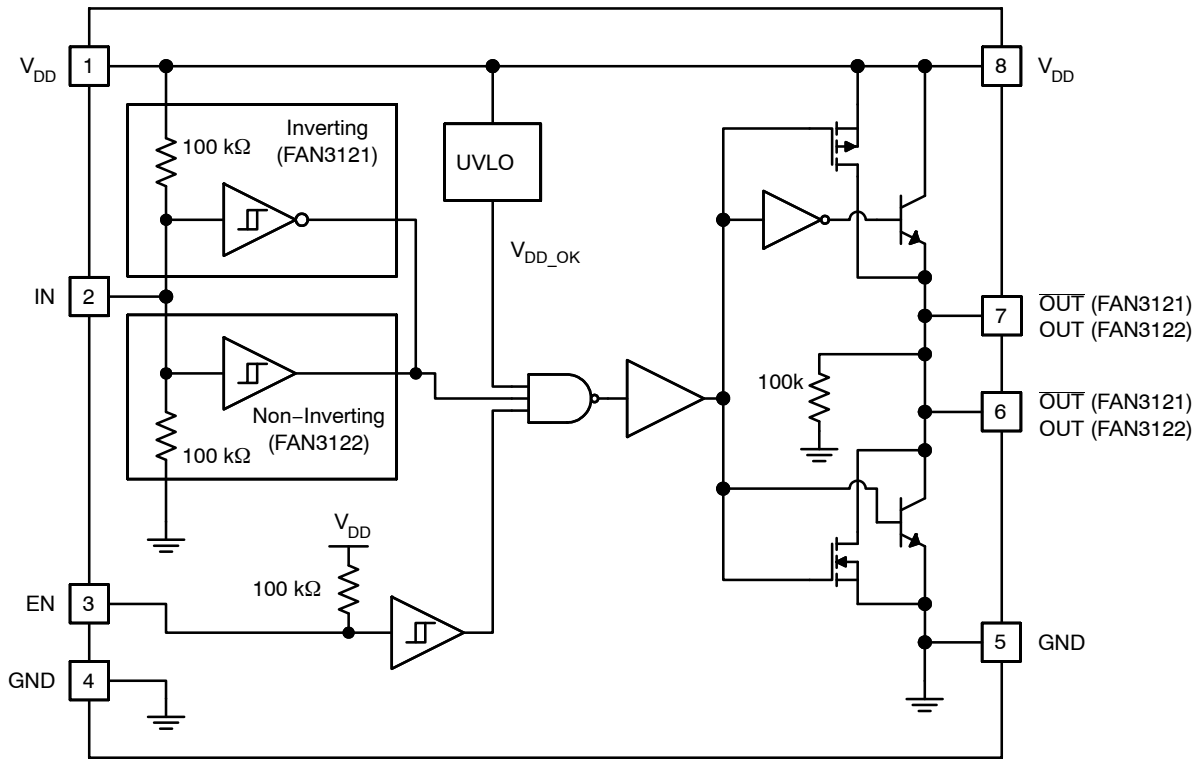 V_DD 1
8 V_DD
Inverting
(FAN3121)
100 kΩ
UVLO
V_DD_OK
IN 2
7 OUT (FAN3121)
OUT (FAN3122)
Non−Inverting
(FAN3122)
100 kΩ
100k
6 OUT (FAN3121)
OUT (FAN3122)
V_DD
100 kΩ
EN 3
5 GND
GND 4